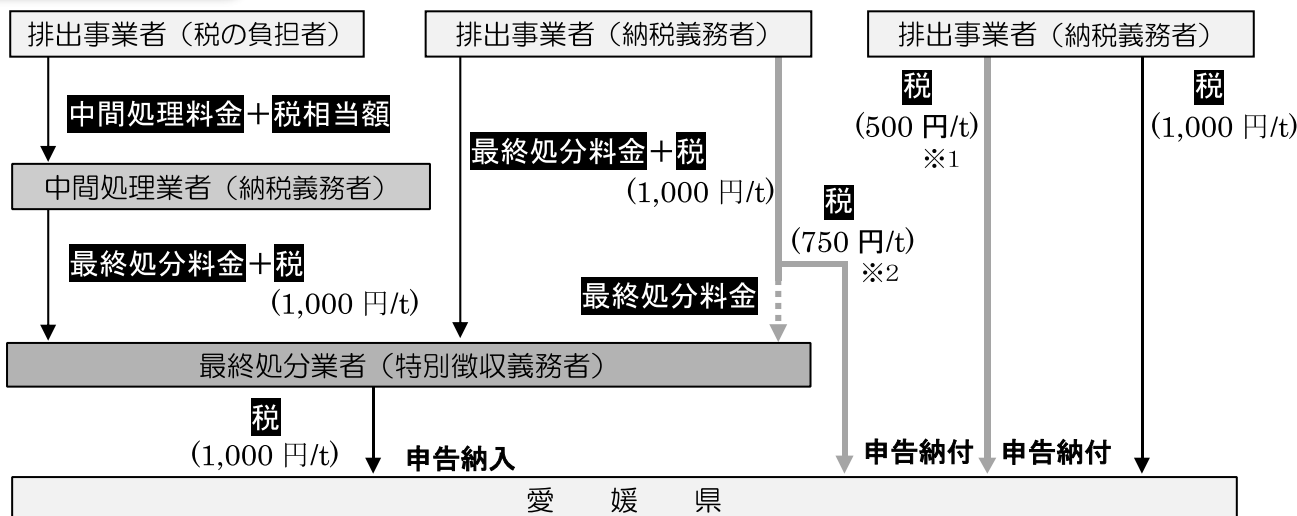 排出事業者（税の負担者）
排出事業者（納税義務者）
排出事業者（納税義務者）
中間処理料金＋税相当額
中間処理業者（納税義務者）
最終処分料金＋税
(1,000 円/t)
最終処分料金＋税
(1,000 円/t)
税
(750 円/t)
※2
最終処分料金
税
(500 円/t)
※1
税
(1,000 円/t)
最終処分業者（特別徴収義務者）
税
(1,000 円/t)
申告納入
申告納付
申告納付
愛　媛　県